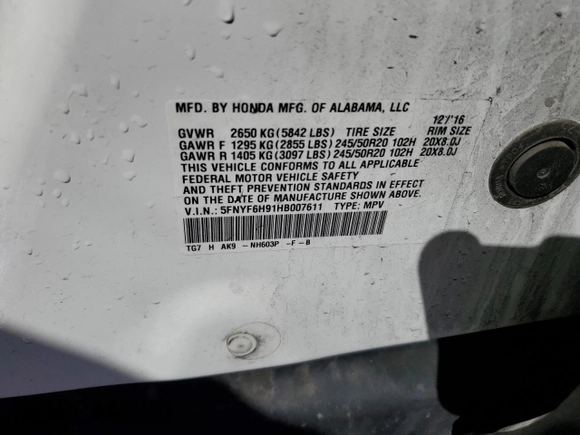 MFD. BY HONDA MFG. OF ALABAMA, LLC
12/'16
GVWR 2650 KG (5842 LBS) TIRE SIZE RIM SIZE
GAWR F 1295 KG (2855 LBS) 245/50R20 102H 20X8.0J
GAWR R 1405 KG (3097 LBS) 245/50R20 102H 20X8.0J
THIS VEHICLE CONFORMS TO ALL APPLICABLE
FEDERAL MOTOR VEHICLE SAFETY
AND THEFT PREVENTION STANDARDS IN EFFECT
ON THE DATE OF MANUFACTURE SHOWN ABOVE.
V.I.N.: 5FNYF6H91HB007611 TYPE: MPV
TG7 H AK9 - NH603P -F-B